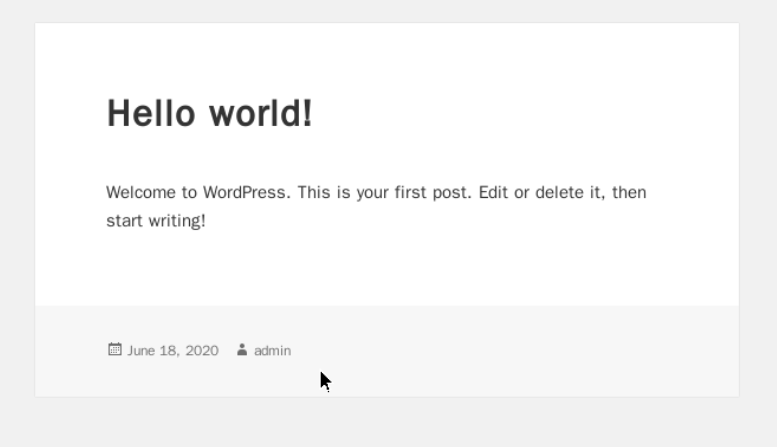 Hello world!
Welcome to WordPress. This is your first post. Edit or delete it, then
start writing!
June 18, 2020 admin